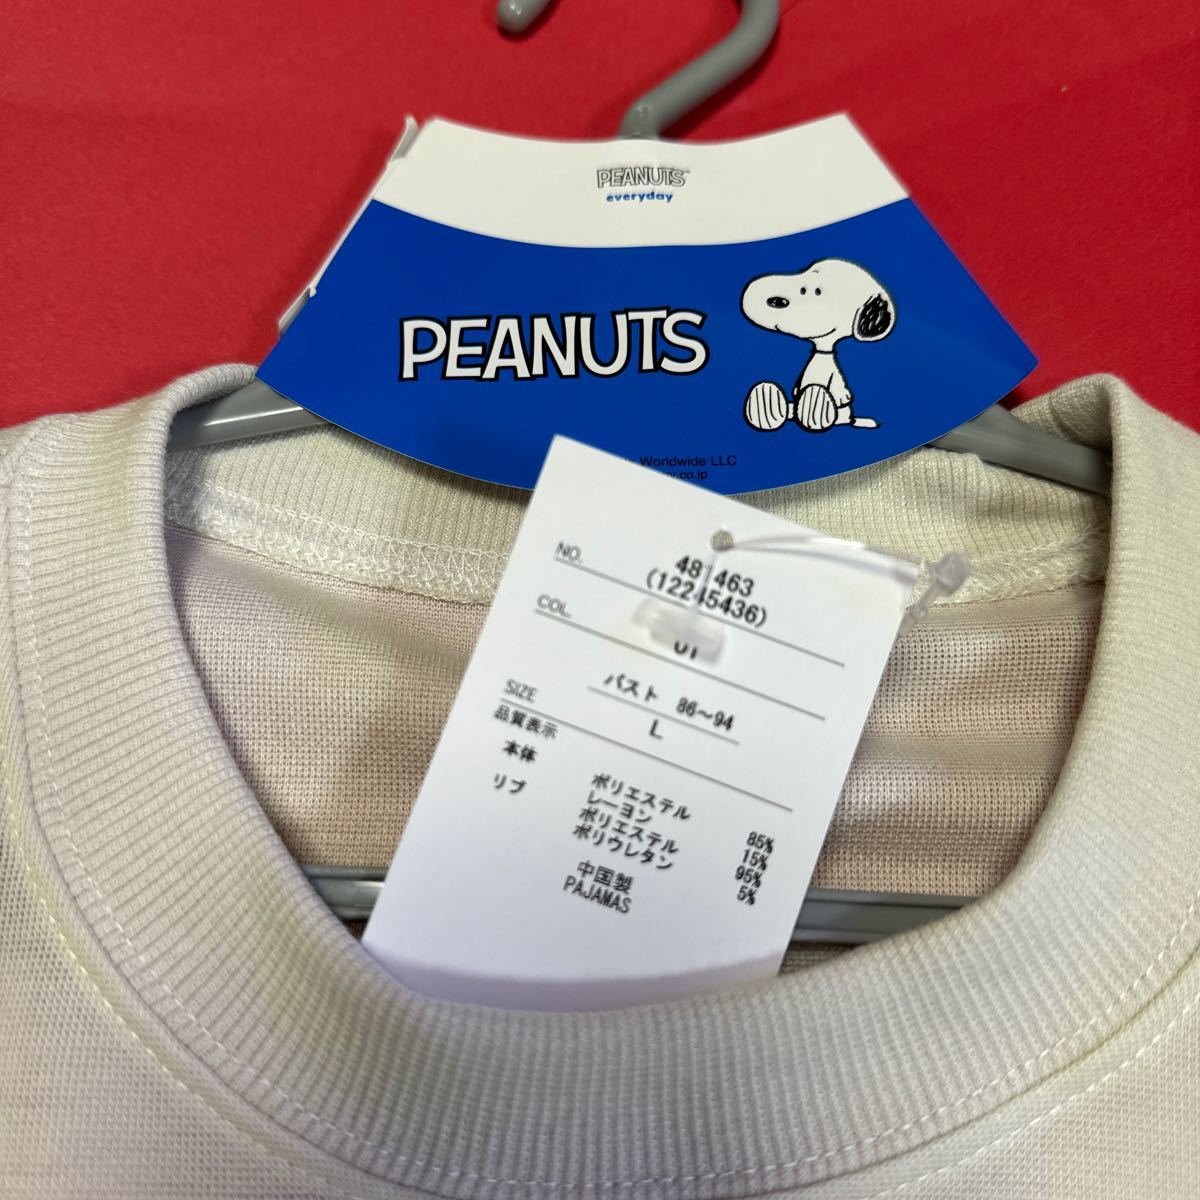 PEANUTS
everyday
PEANUTS
Worldwide LLC
.co.jp
NO.
463
(12245436)
COL.
01
バスト 86～94
SIZE
L
品質表示
本体
ポリエステル 85%
レーヨン 15%
リブ
ポリエステル 95%
ポリウレタン 5%
中国製
PAJAMAS